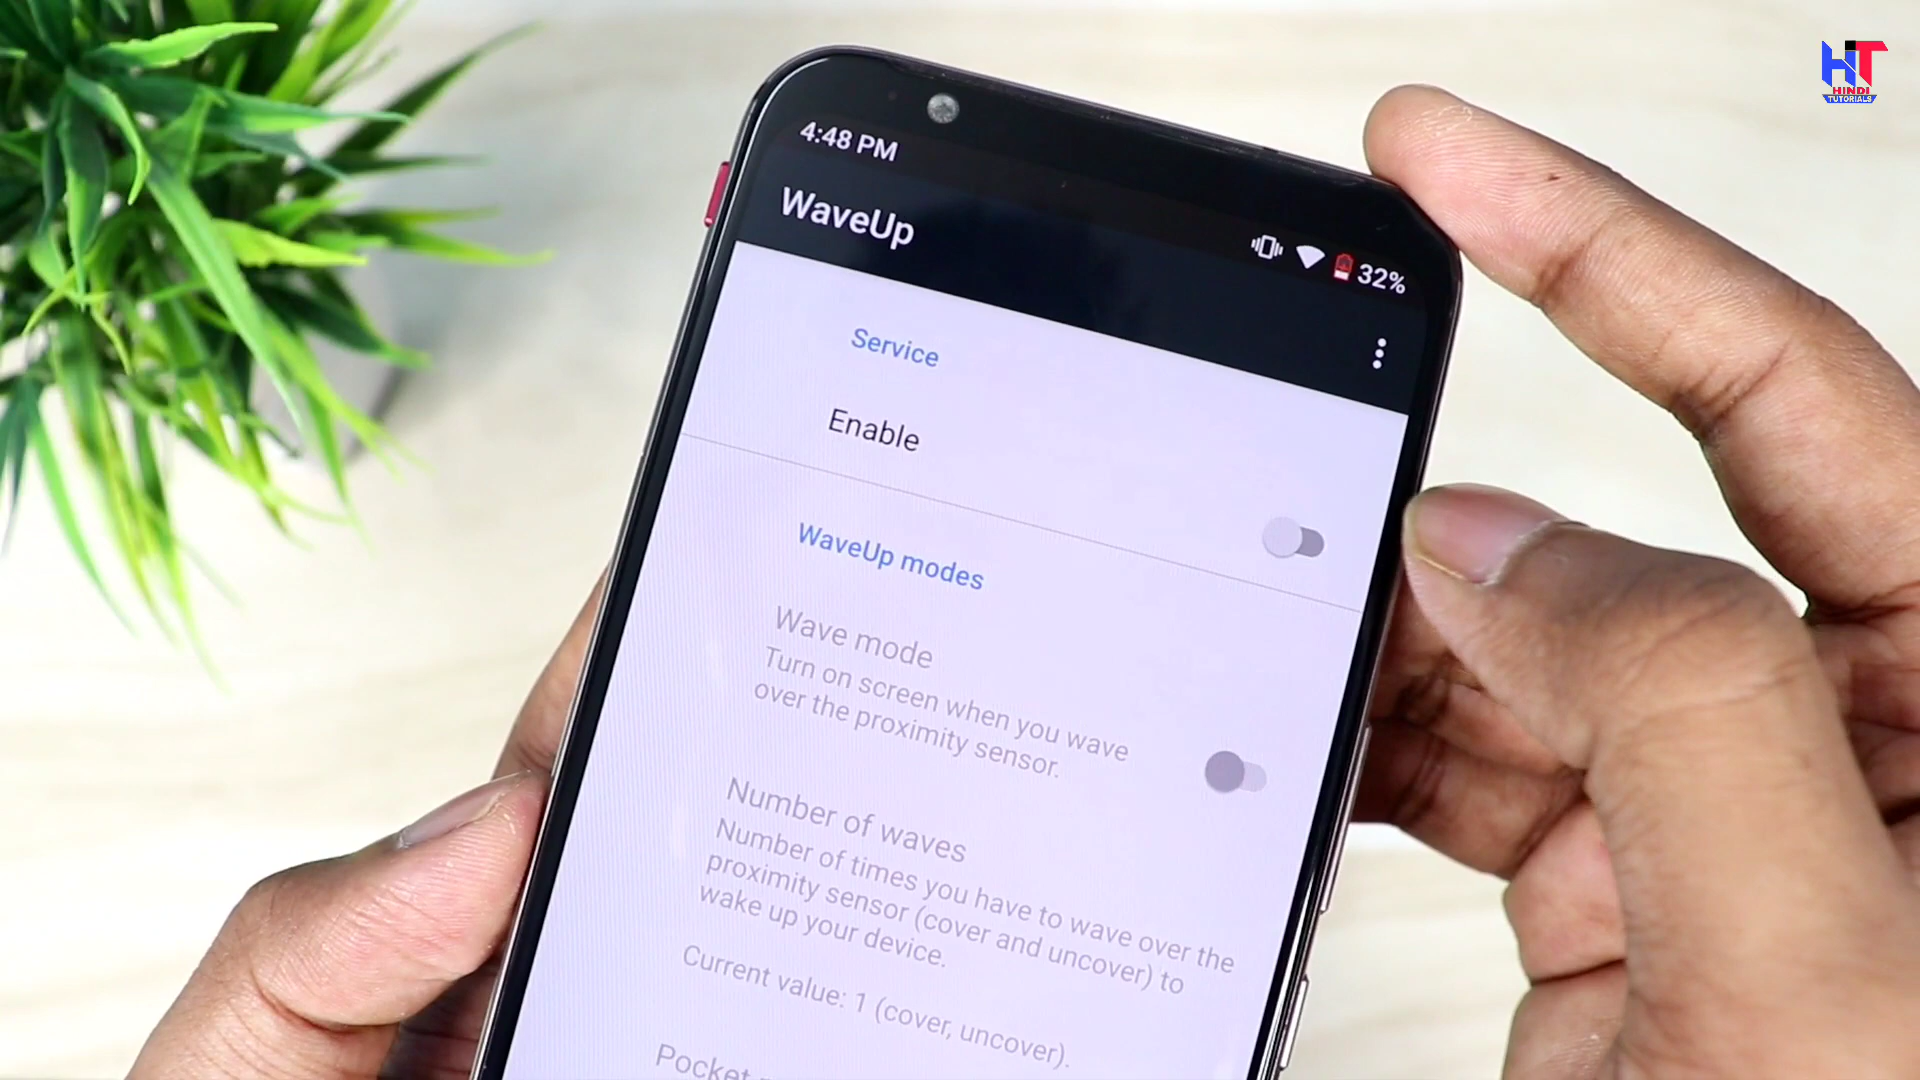 HT
HINDI
TUTORIALS
4:48 PM
32%
WaveUp
Service
Enable
WaveUp modes
Wave mode
Turn on screen when you wave
over the proximity sensor.
Number of waves
Number of times you have to wave over the
proximity sensor (cover and uncover) to
wake up your device.
Current value: 1 (cover, uncover).
Pocket